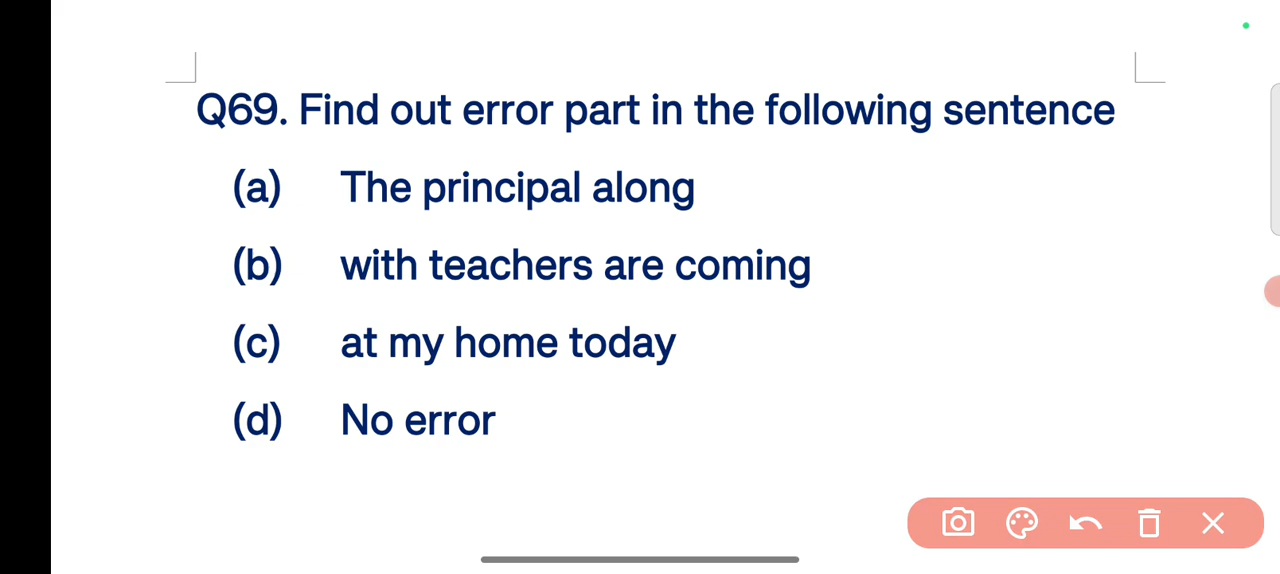 Q69. Find out error part in the following sentence
(a) The principal along
(b) with teachers are coming
(c) at my home today
(d) No error